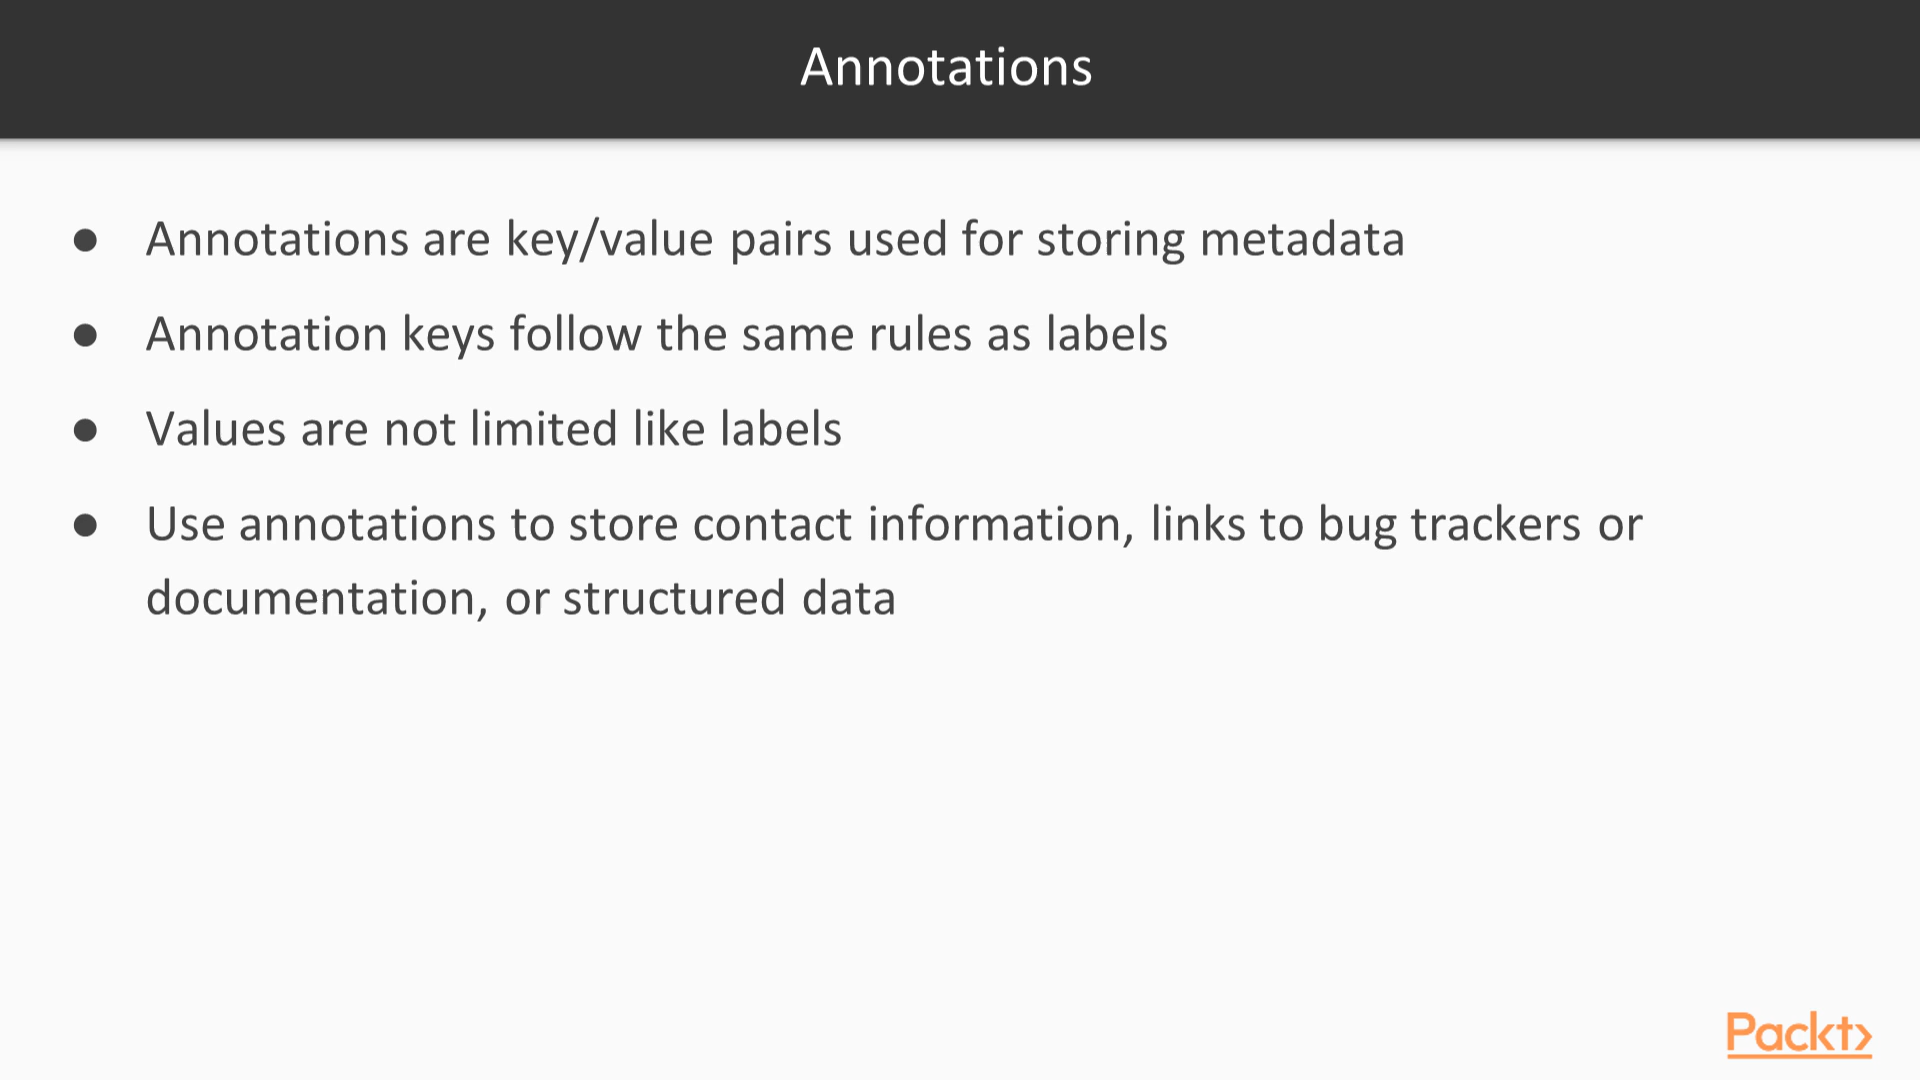 Annotations
● Annotations are key/value pairs used for storing metadata
● Annotation keys follow the same rules as labels
● Values are not limited like labels
● Use annotations to store contact information, links to bug trackers or
documentation, or structured data
Packt>